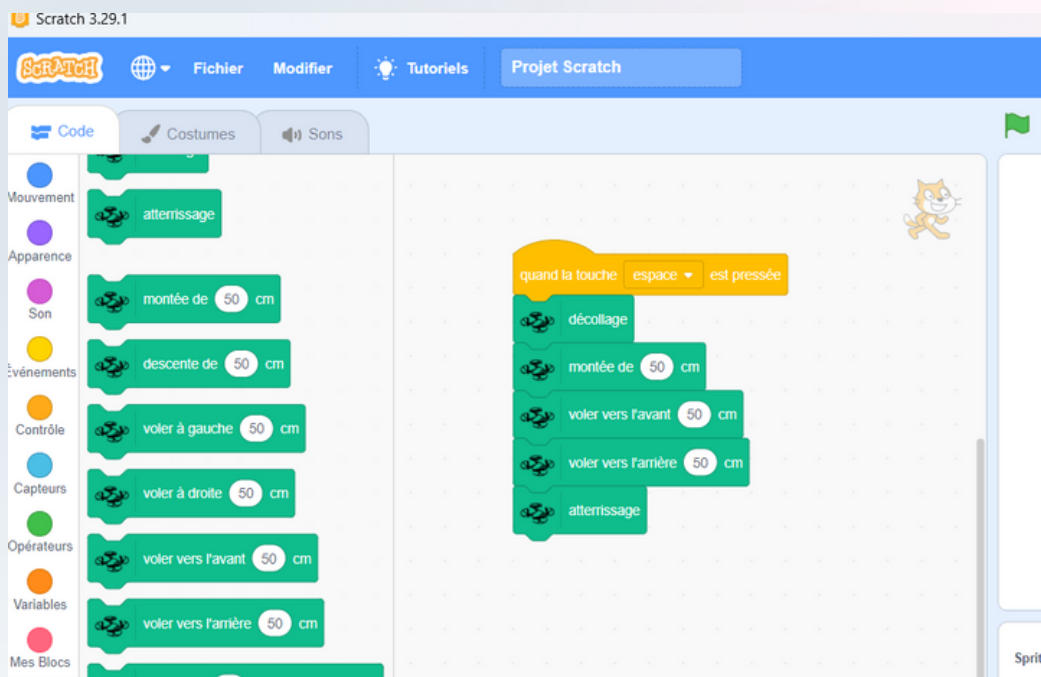 Scratch 3.29.1
SCRATCH Fichier Modifier Tutoriels Projet Scratch
Code Costumes Sons
Mouvement
Apparence
Son
Événements
Contrôle
Capteurs
Opérateurs
Variables
Mes Blocs
atterrissage
montée de 50 cm
descente de 50 cm
voler à gauche 50 cm
voler à droite 50 cm
voler vers l'avant 50 cm
voler vers l'arrière 50 cm
quand la touche espace est pressée
décollage
montée de 50 cm
voler vers l'avant 50 cm
voler vers l'arrière 50 cm
atterrissage
Sprit